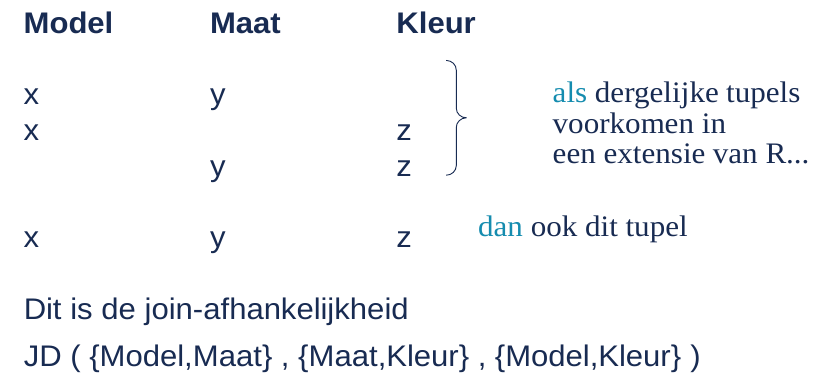 Model Maat Kleur
x y
als dergelijke tupels
x z
voorkomen in
een extensie van R...
y z
x y z dan ook dit tupel
Dit is de join-afhankelijkheid
JD ( {Model,Maat} , {Maat,Kleur} , {Model,Kleur} )